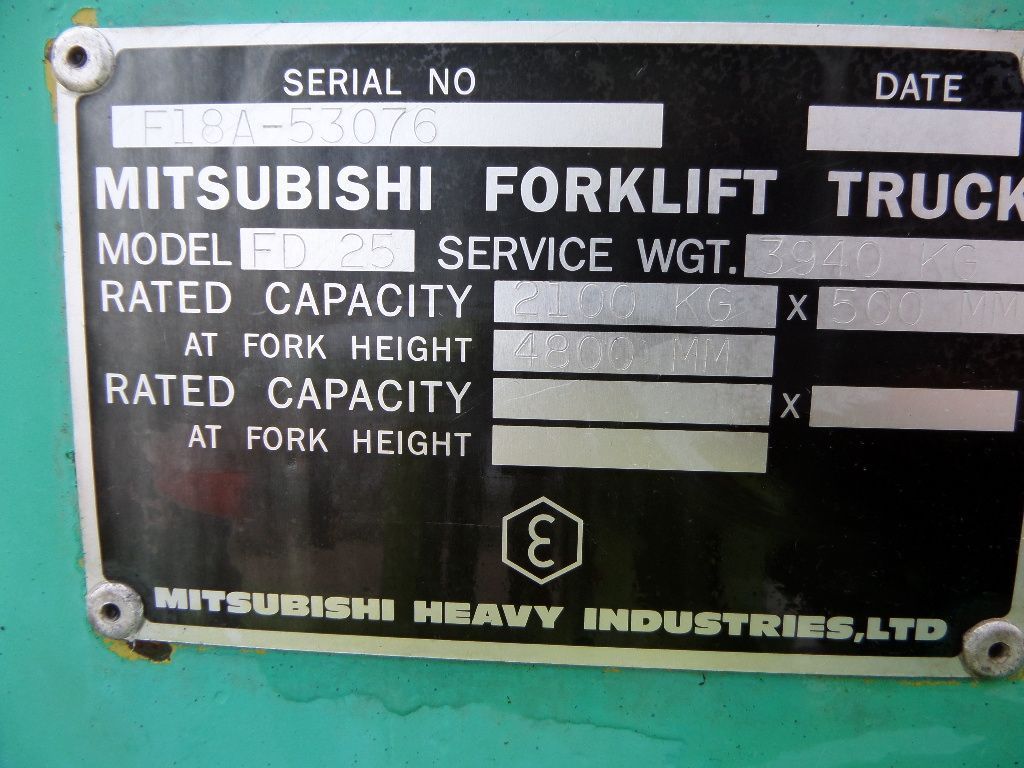 SERIAL NO DATE
F18A-53076
MITSUBISHI FORKLIFT TRUCK
MODEL FD 25 SERVICE WGT. 3940 KG
RATED CAPACITY 2100 KG X 500 MM
AT FORK HEIGHT 4800 MM
RATED CAPACITY X
AT FORK HEIGHT
ε
MITSUBISHI HEAVY INDUSTRIES,LTD